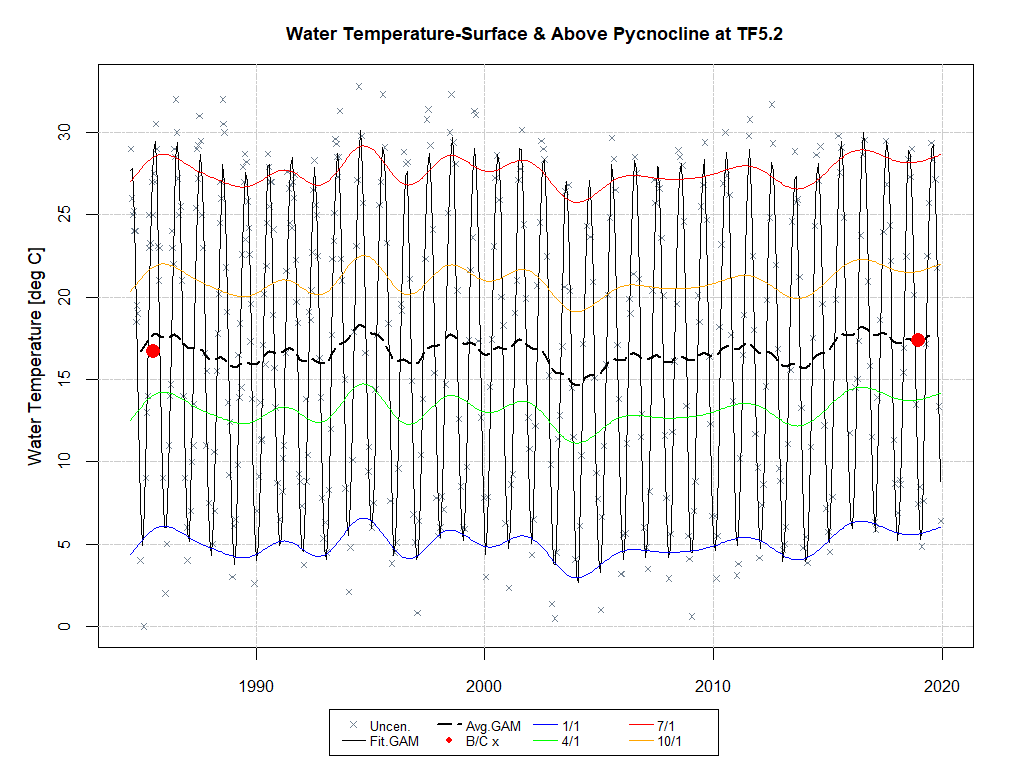 Water Temperature-Surface & Above Pycnocline at TF5.2
Water Temperature [deg C]
30
25
20
15
10
5
0
1990 2000 2010 2020
Uncen. Avg.GAM 1/1 7/1
Fit.GAM B/C x 4/1 10/1